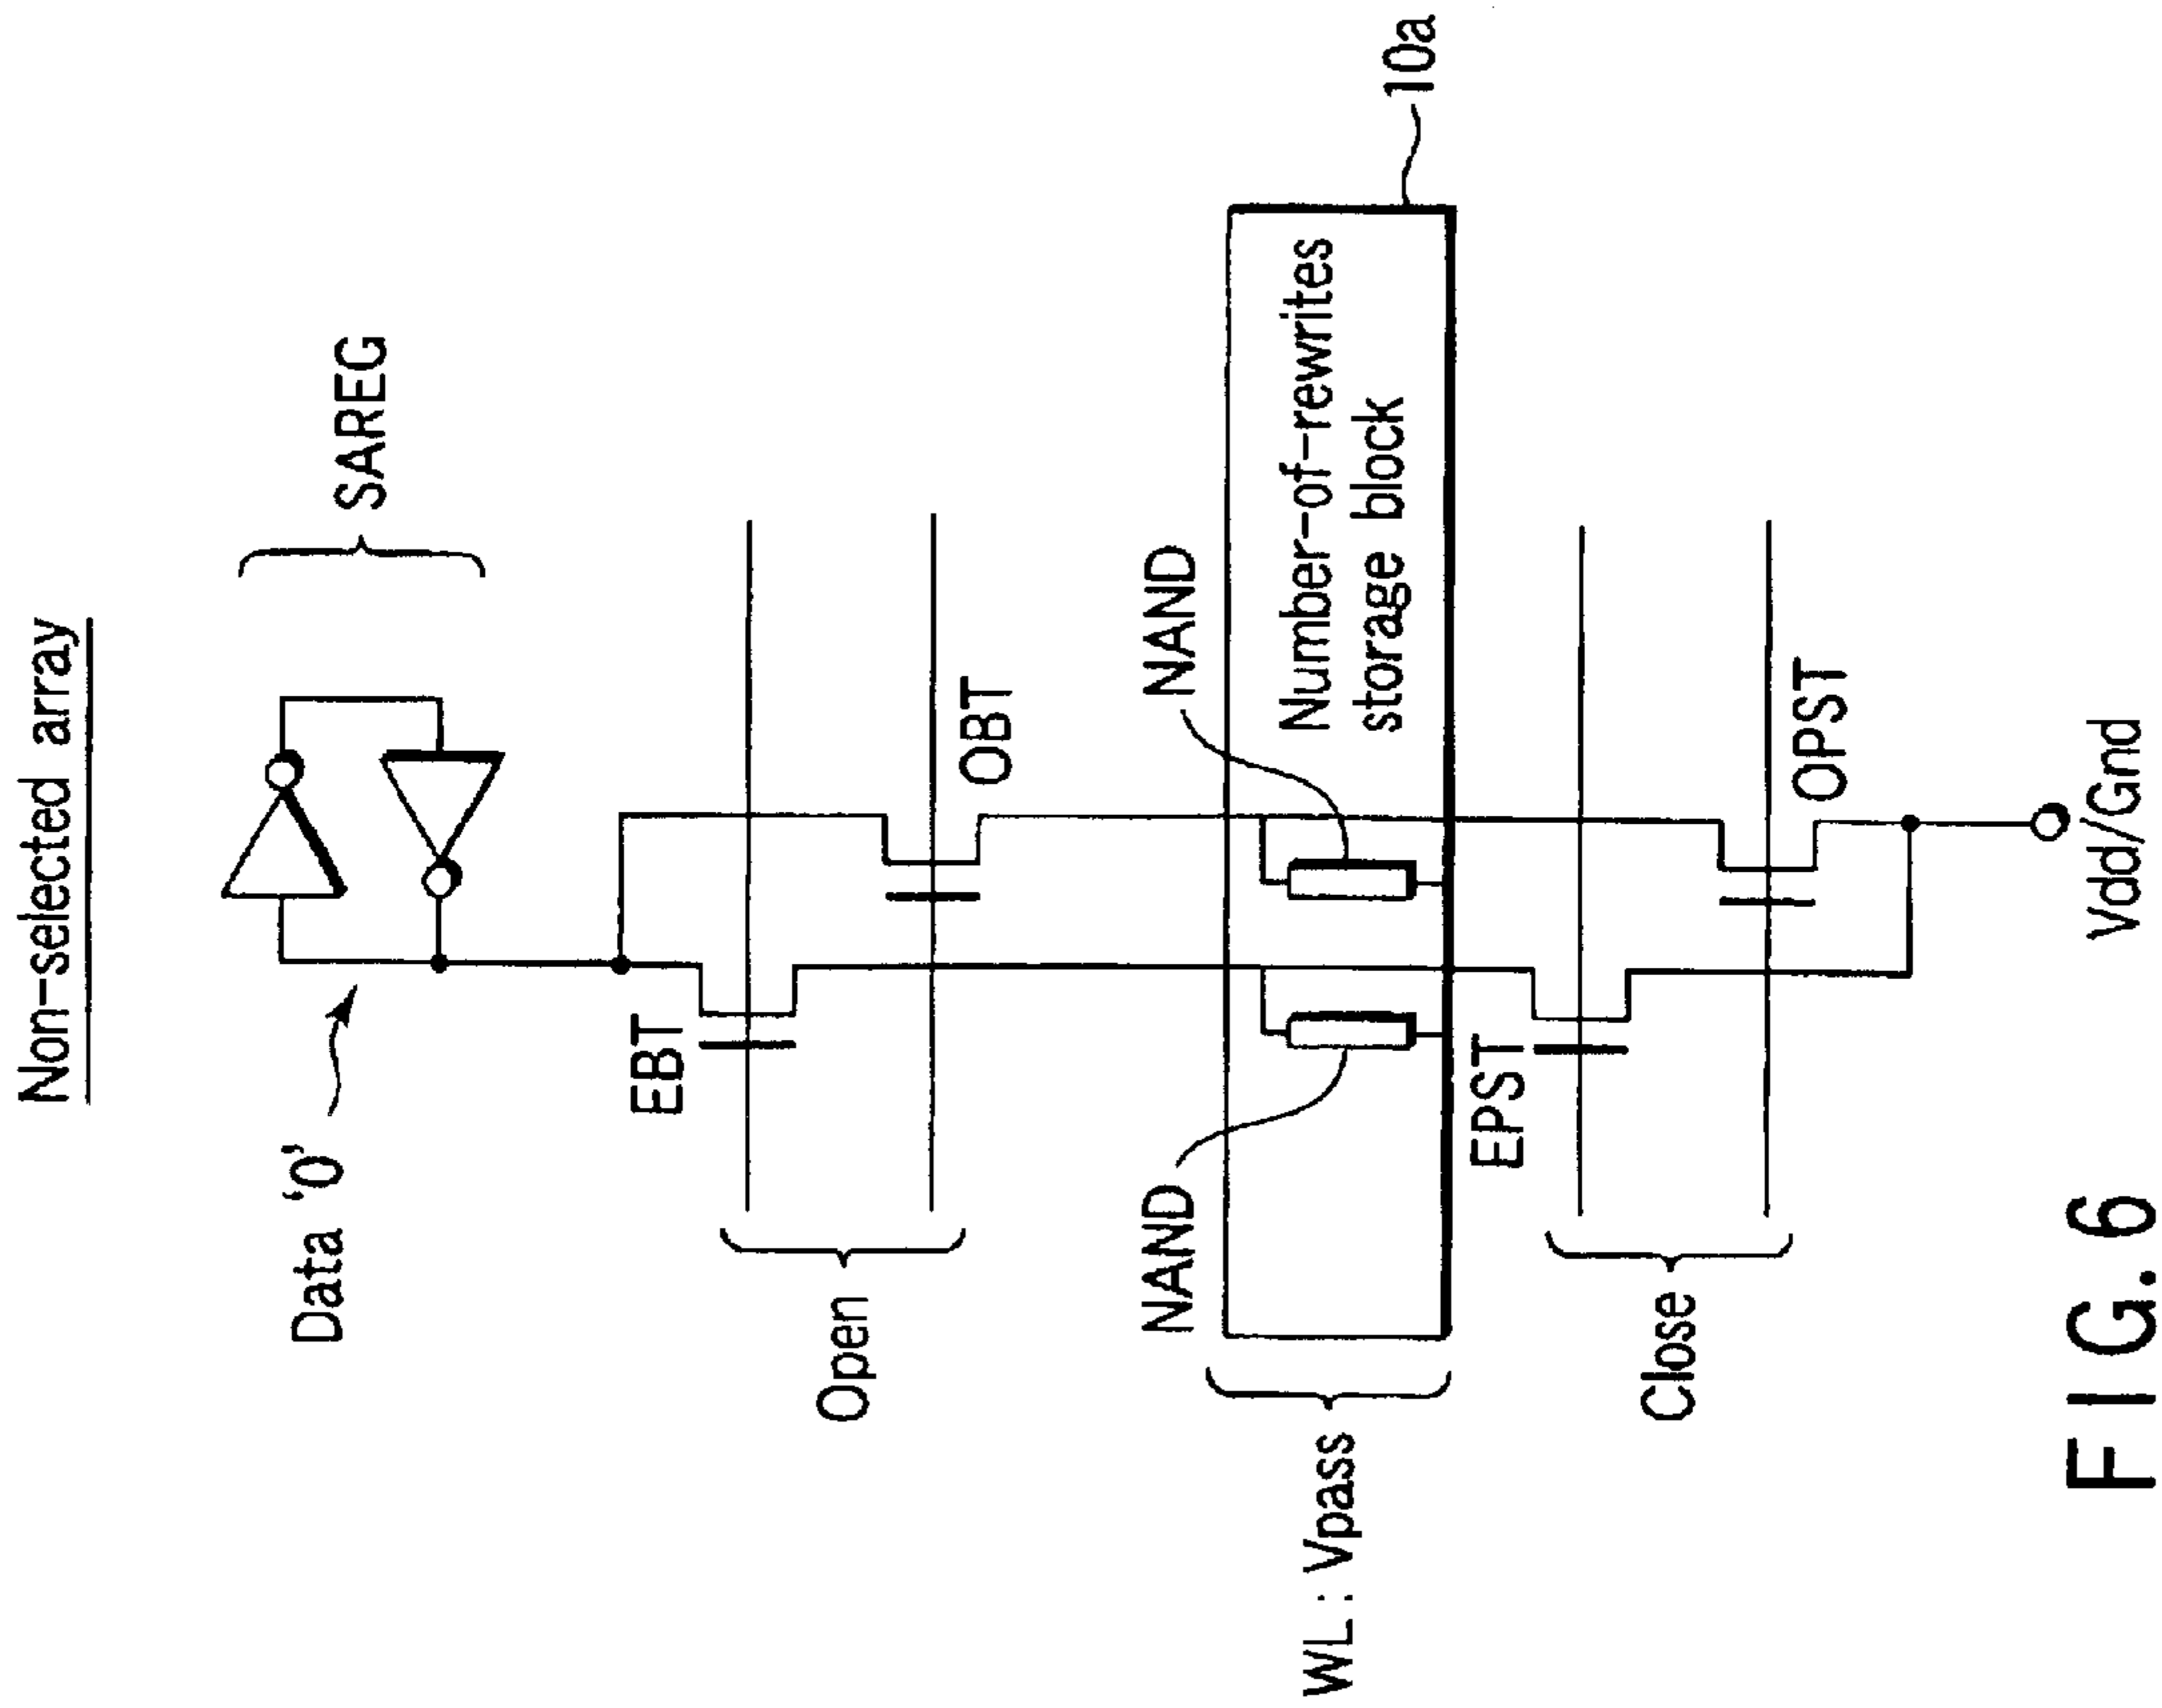 Non-selected array
Data ‘0’
SAREG
EBT
OBT
Open
NAND
NAND
Number-of-rewrites
storage block
10a
WL : Vpass
EPST
OPST
Close
Vdd/Gnd
FIG. 6